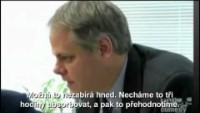 Možná to nezabírá hned. Necháme to tři
hodiny absorbovat, a pak to přehodnotíme.